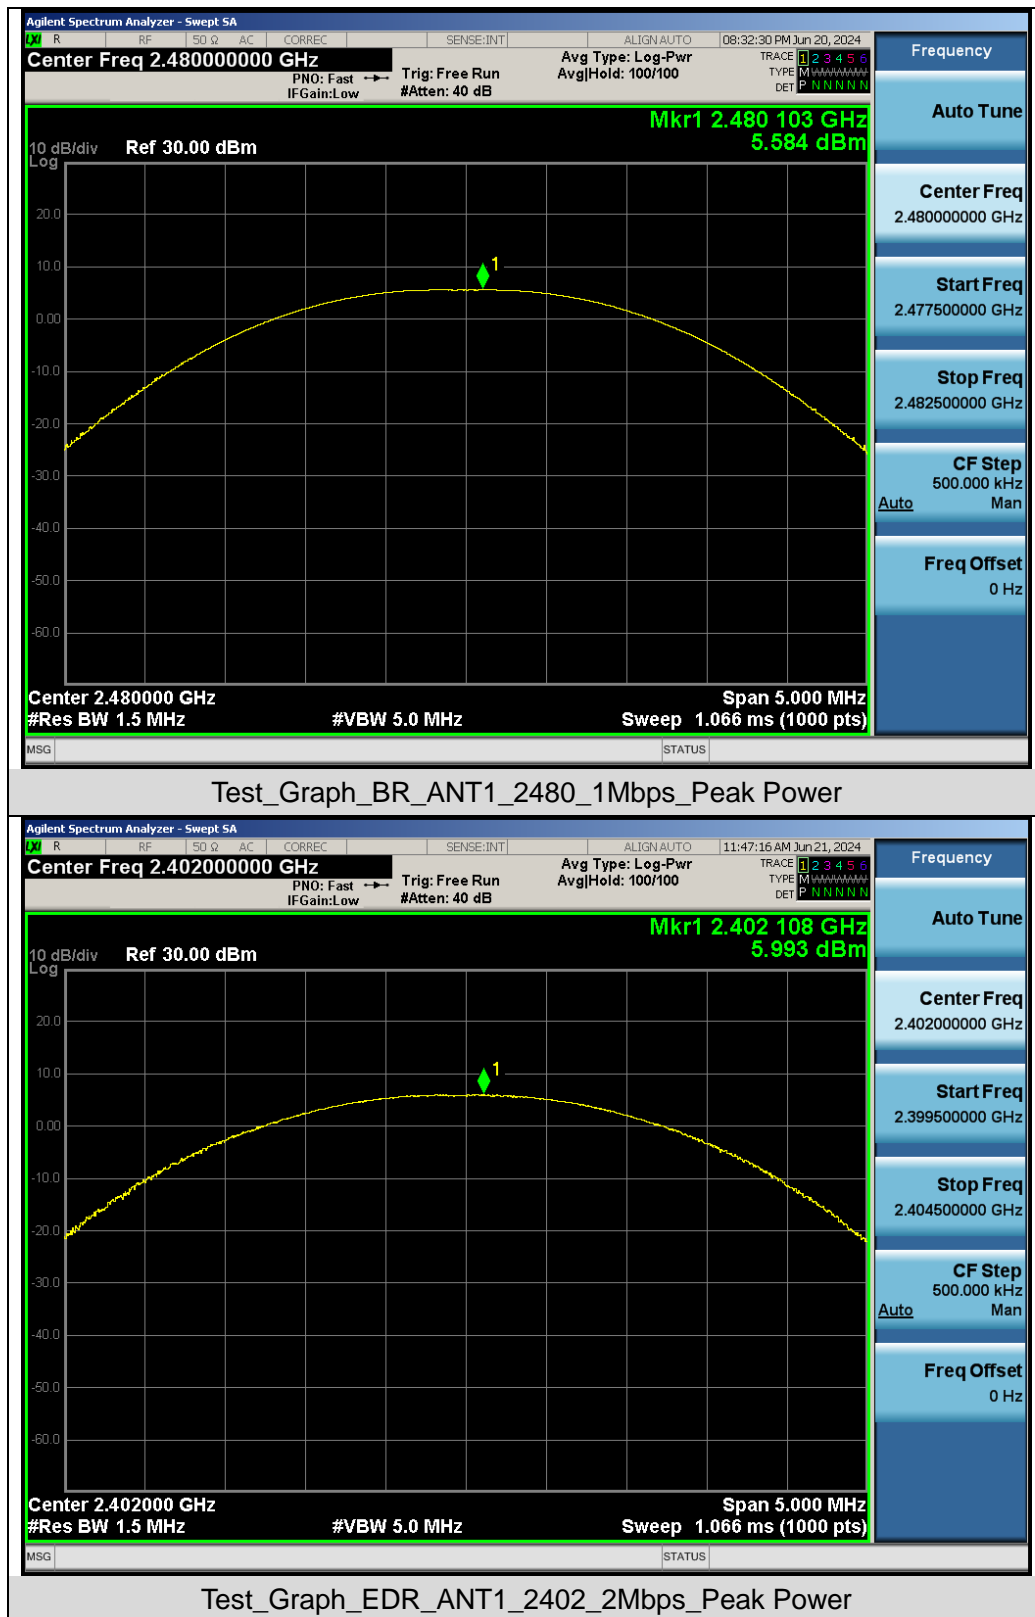 Agilent Spectrum Analyzer - Swept SA
LXI R RF 50 Ω AC CORREC SENSE:INT ALIGN AUTO 08:32:30 PM Jun 20, 2024
Center Freq 2.480000000 GHz
PNO: Fast
IFGain:Low
Trig: Free Run
#Atten: 40 dB
Avg Type: Log-Pwr
Avg|Hold: 100/100
TRACE 1 2 3 4 5 6
TYPE M WWWWW
DET P N N N N N
Mkr1 2.480 103 GHz
5.584 dBm
10 dB/div
Log
Ref 30.00 dBm
1
20.0
10.0
0.00
-10.0
-20.0
-30.0
-40.0
-50.0
-60.0
Center 2.480000 GHz
Span 5.000 MHz
#Res BW 1.5 MHz
#VBW 5.0 MHz
Sweep 1.066 ms (1000 pts)
MSG
STATUS
Frequency
Auto Tune
Center Freq
2.480000000 GHz
Start Freq
2.477500000 GHz
Stop Freq
2.482500000 GHz
CF Step
500.000 kHz
Auto Man
Freq Offset
0 Hz
Test_Graph_BR_ANT1_2480_1Mbps_Peak Power
Agilent Spectrum Analyzer - Swept SA
LXI R RF 50 Ω AC CORREC SENSE:INT ALIGN AUTO 11:47:16 AM Jun 21, 2024
Center Freq 2.402000000 GHz
PNO: Fast
IFGain:Low
Trig: Free Run
#Atten: 40 dB
Avg Type: Log-Pwr
Avg|Hold: 100/100
TRACE 1 2 3 4 5 6
TYPE M WWWWW
DET P N N N N N
Mkr1 2.402 108 GHz
5.993 dBm
10 dB/div
Log
Ref 30.00 dBm
1
20.0
10.0
0.00
-10.0
-20.0
-30.0
-40.0
-50.0
-60.0
Center 2.402000 GHz
Span 5.000 MHz
#Res BW 1.5 MHz
#VBW 5.0 MHz
Sweep 1.066 ms (1000 pts)
MSG
STATUS
Frequency
Auto Tune
Center Freq
2.402000000 GHz
Start Freq
2.399500000 GHz
Stop Freq
2.404500000 GHz
CF Step
500.000 kHz
Auto Man
Freq Offset
0 Hz
Test_Graph_EDR_ANT1_2402_2Mbps_Peak Power